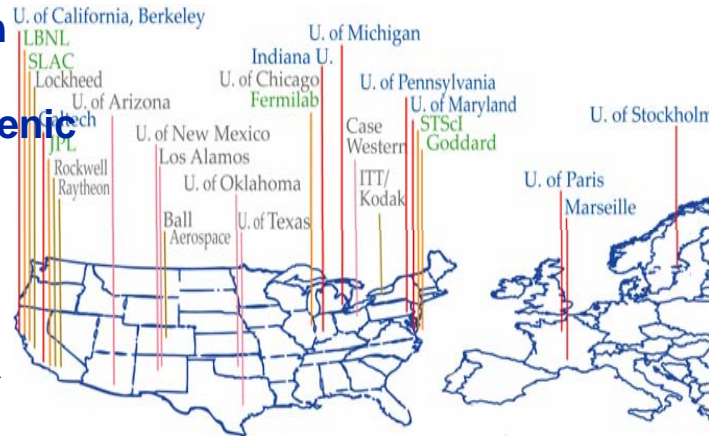 U. of California, Berkeley
LBNL
SLAC
Lockheed
U. of Arizona
Caltech
enic
JPL
Rockwell
Raytheon
U. of New Mexico
Los Alamos
U. of Oklahoma
Ball
Aerospace
U. of Texas
U. of Michigan
Indiana U.
U. of Chicago
Fermilab
U. of Pennsylvania
U. of Maryland
STScI
Goddard
Case
Western
ITT/
Kodak
U. of Stockholm
U. of Paris
Marseille